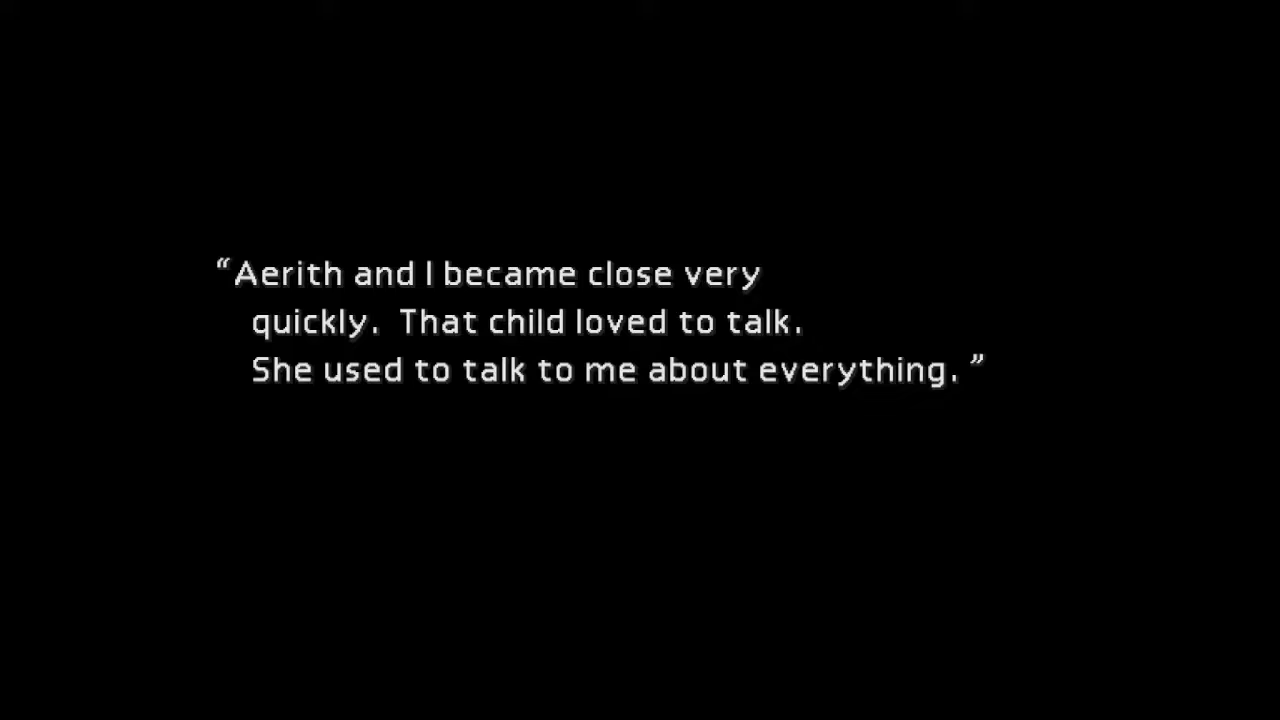 “Aerith and I became close very
quickly. That child loved to talk.
She used to talk to me about everything.”